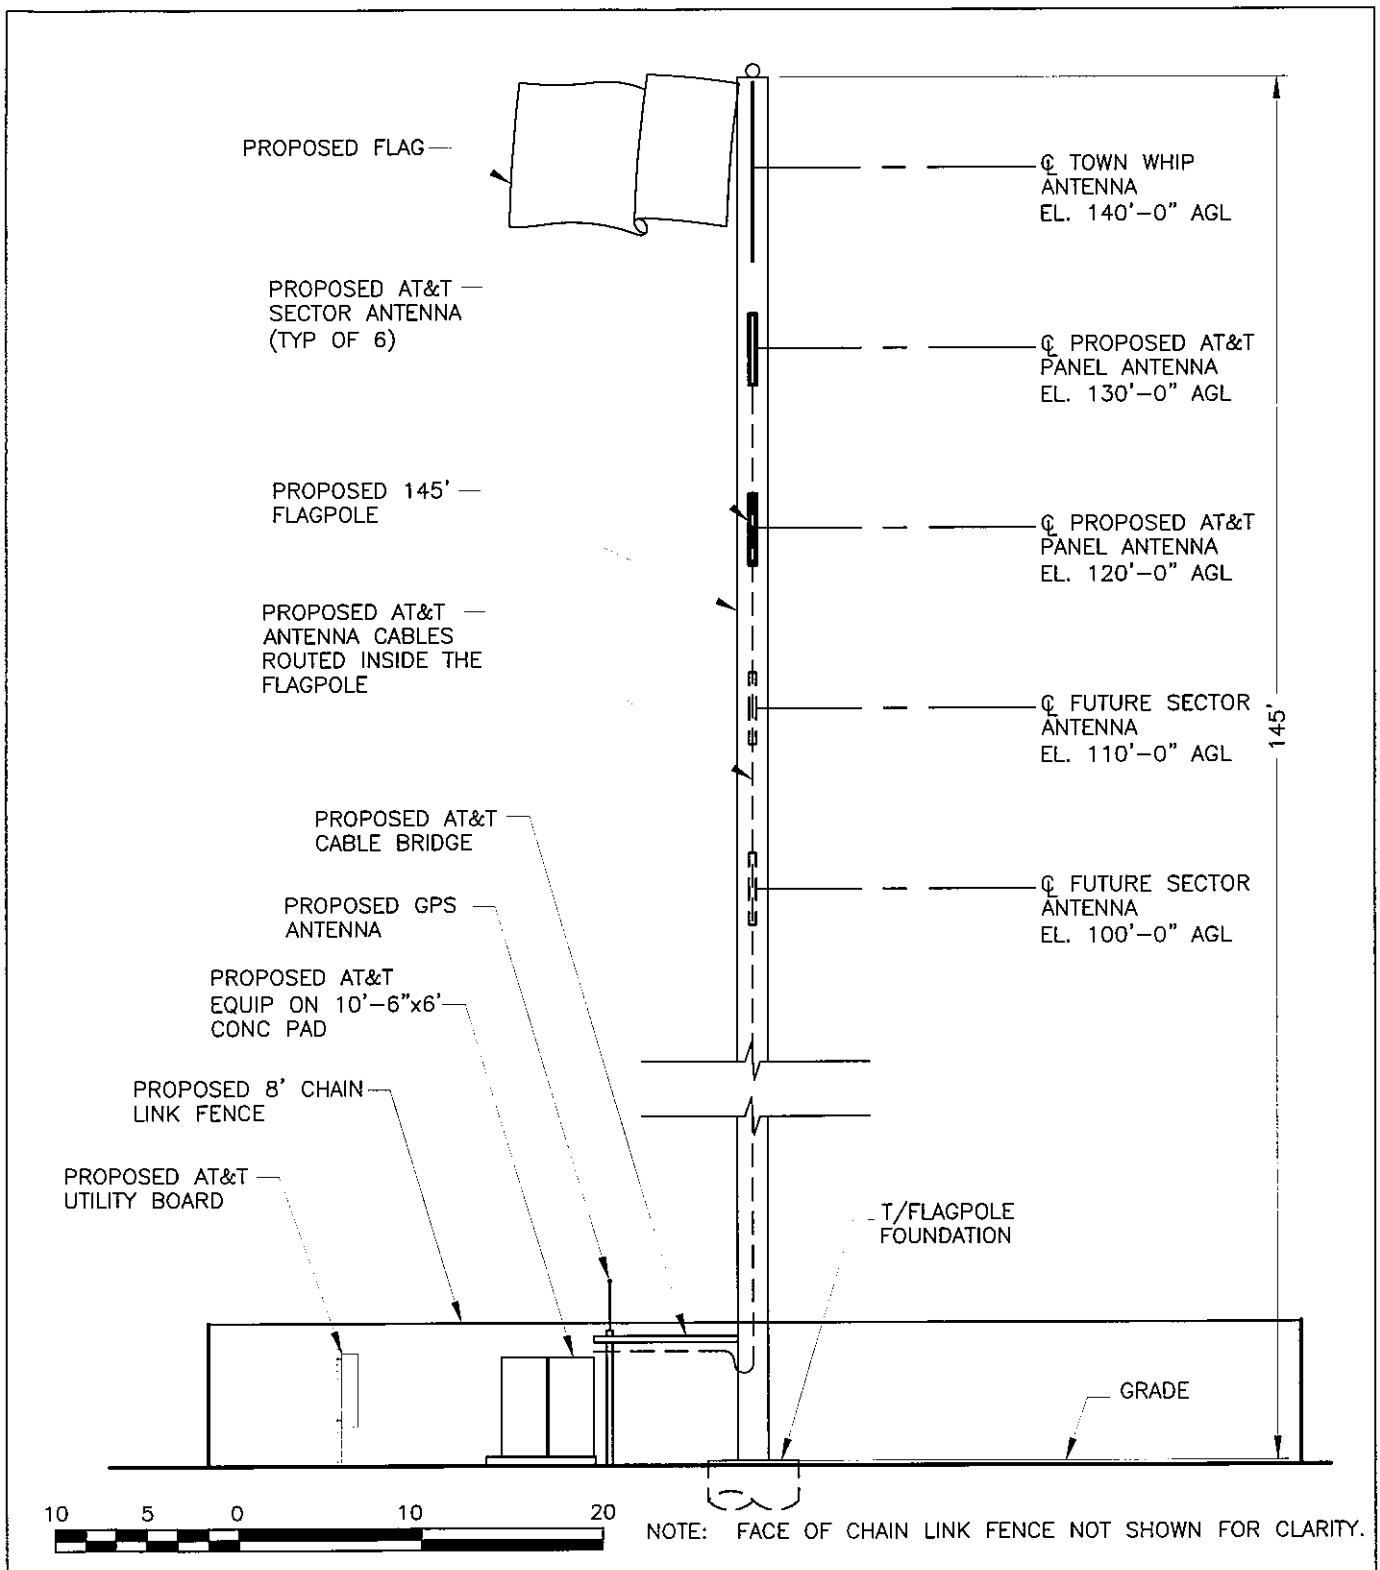 PROPOSED FLAG
℄ TOWN WHIP
ANTENNA
EL. 140'-0" AGL
PROPOSED AT&T
SECTOR ANTENNA
(TYP OF 6)
℄ PROPOSED AT&T
PANEL ANTENNA
EL. 130'-0" AGL
PROPOSED 145'
FLAGPOLE
℄ PROPOSED AT&T
PANEL ANTENNA
EL. 120'-0" AGL
PROPOSED AT&T
ANTENNA CABLES
ROUTED INSIDE THE
FLAGPOLE
℄ FUTURE SECTOR
ANTENNA
EL. 110'-0" AGL
145'
PROPOSED AT&T
CABLE BRIDGE
℄ FUTURE SECTOR
ANTENNA
EL. 100'-0" AGL
PROPOSED GPS
ANTENNA
PROPOSED AT&T
EQUIP ON 10'-6"x6'
CONC PAD
PROPOSED 8' CHAIN
LINK FENCE
PROPOSED AT&T
UTILITY BOARD
T/FLAGPOLE
FOUNDATION
GRADE
10 5 0 10 20
NOTE: FACE OF CHAIN LINK FENCE NOT SHOWN FOR CLARITY.